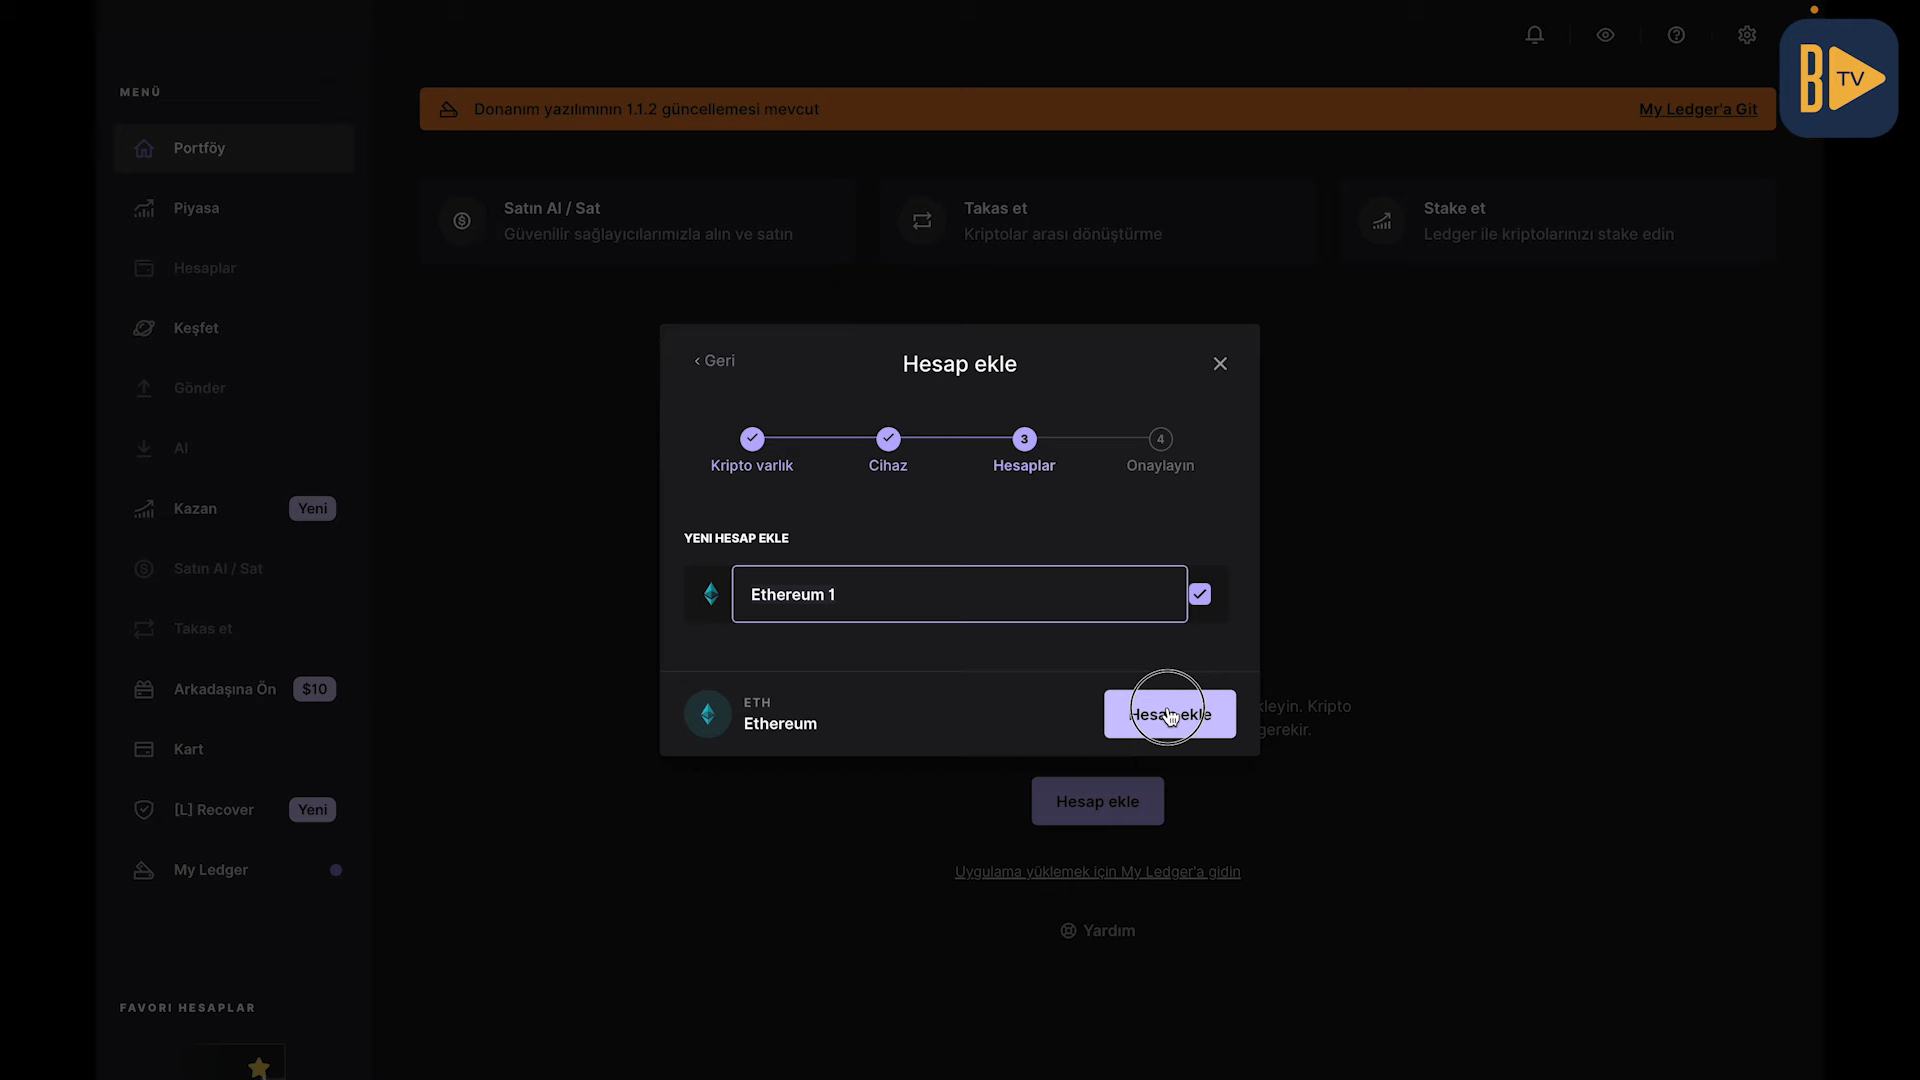 B TV
MENÜ
Donanım yazılımının 1.1.2 güncellemesi mevcut
My Ledger'a Git
Portföy
Piyasa
Hesaplar
Keşfet
Gönder
Al
Kazan
Yeni
Satın Al / Sat
Takas et
Arkadaşına Ön
$10
Kart
[L] Recover
Yeni
My Ledger
FAVORI HESAPLAR
Satın Al / Sat
Güvenilir sağlayıcılarımızla alın ve satın
Takas et
Kriptolar arası dönüştürme
Stake et
Ledger ile kriptolarınızı stake edin
‹ Geri
Hesap ekle
3
4
Kripto varlık
Cihaz
Hesaplar
Onaylayın
YENI HESAP EKLE
Ethereum 1
ETH
Ethereum
Hesap ekle
kleyin. Kripto
gerekir.
Hesap ekle
Uygulama yüklemek için My Ledger'a gidin
Yardım